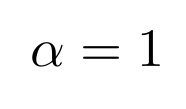 α = 1